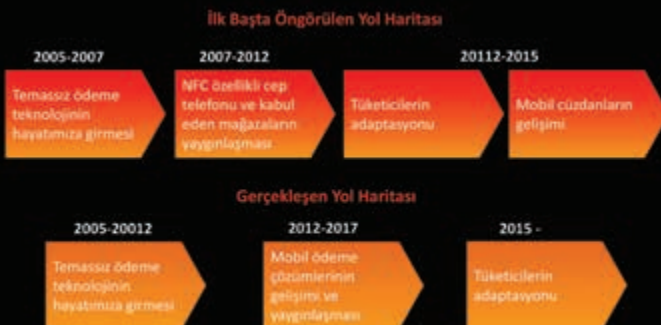 İlk Başta Öngörülen Yol Haritası
2005-2007
2007-2012
20112-2015
Temassız ödeme
teknolojinin
hayatımıza girmesi
NFC özellikli cep
telefonu ve kabul
eden mağazaların
yaygınlaşması
Tüketicilerin
adaptasyonu
Mobil cüzdanların
gelişimi
Gerçekleşen Yol Haritası
2005-20012
2012-2017
2015 -
Temassız ödeme
teknolojinin
hayatımıza girmesi
Mobil ödeme
çözümlerinin
gelişimi ve
yaygınlaşması
Tüketicilerin
adaptasyonu